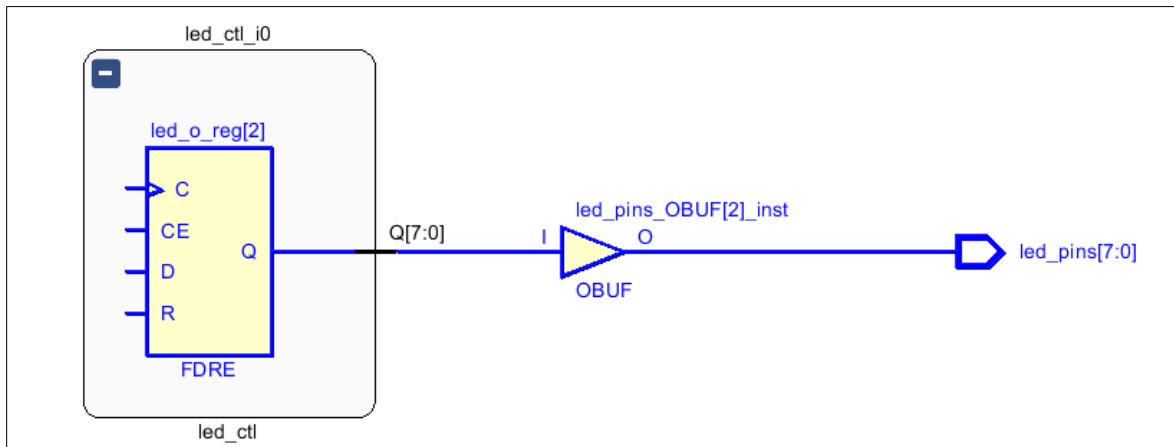 led_ctl_i0
led_o_reg[2]
C
CE
D
R
Q
FDRE
led_ctl
Q[7:0]
led_pins_OBUF[2]_inst
I
O
OBUF
led_pins[7:0]